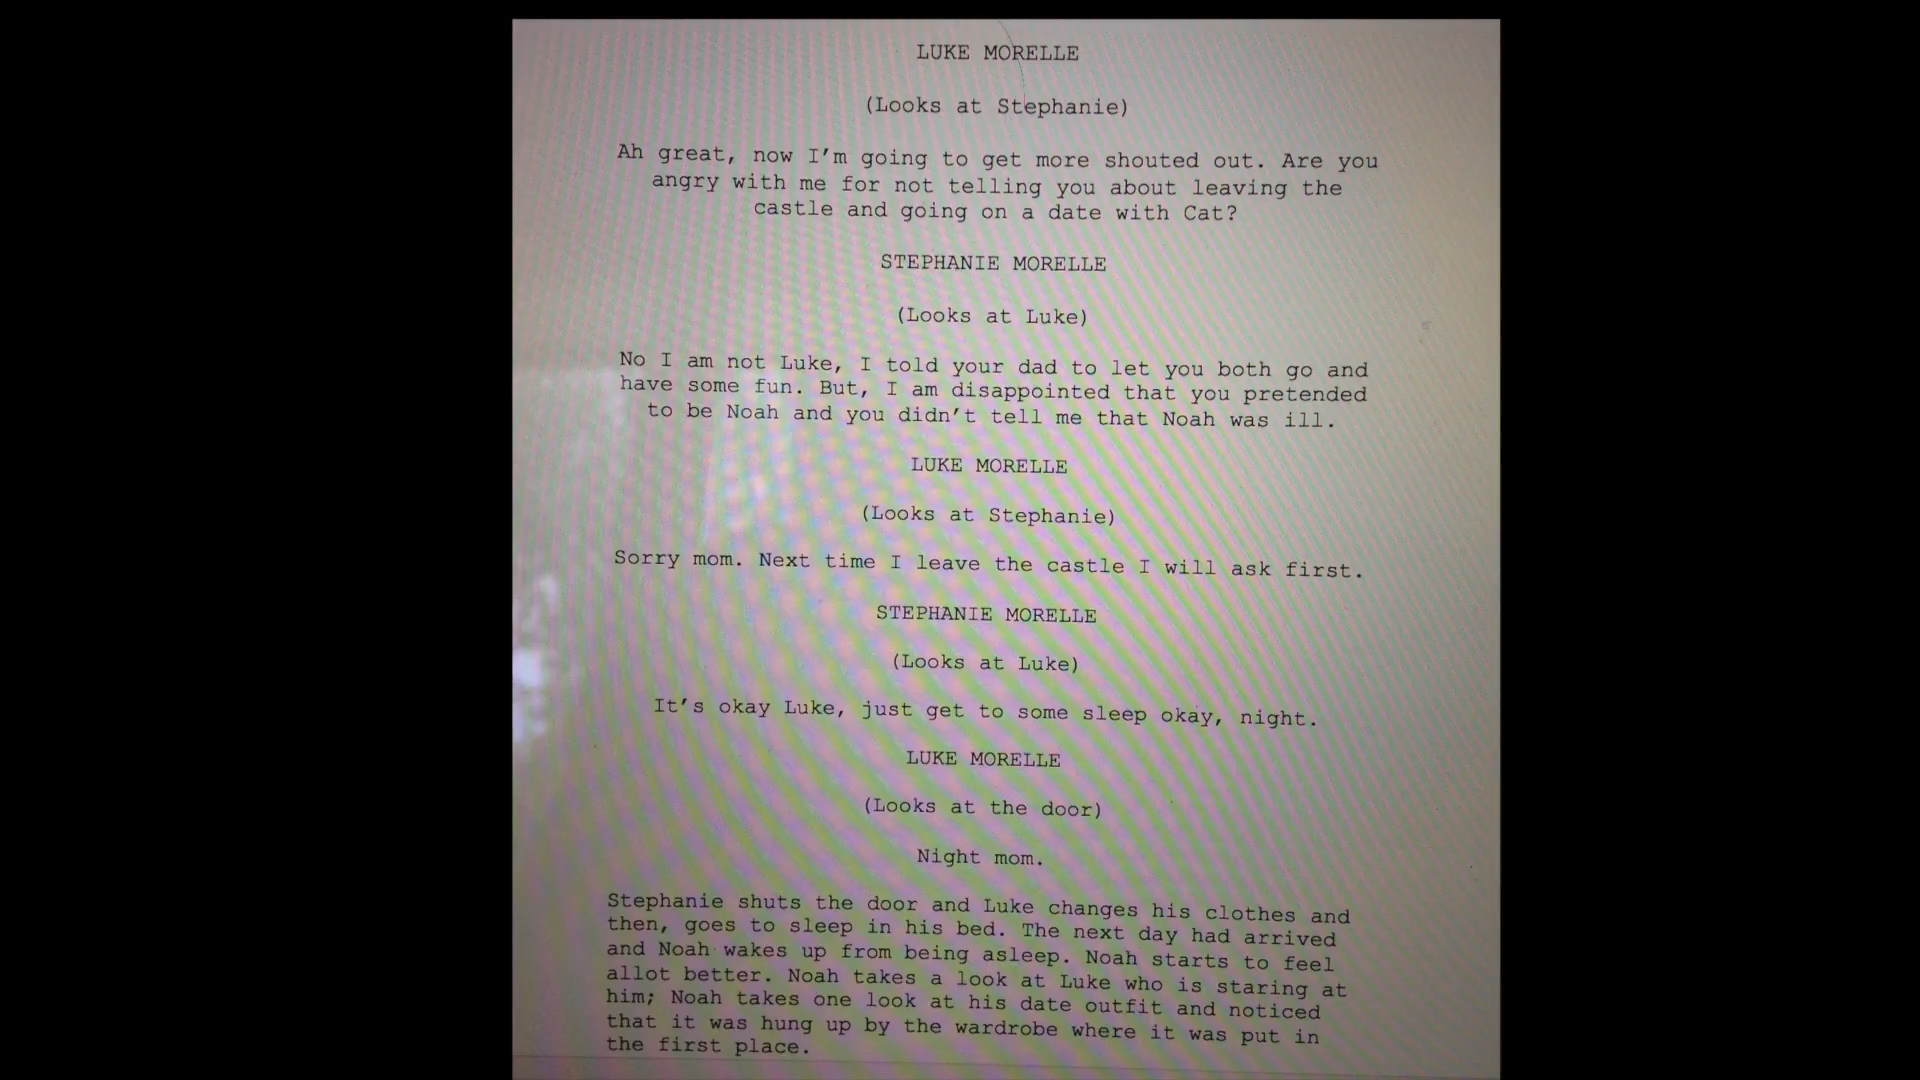 LUKE MORELLE
(Looks at Stephanie)
Ah great, now I'm going to get more shouted out. Are you
angry with me for not telling you about leaving the
castle and going on a date with Cat?
STEPHANIE MORELLE
(Looks at Luke)
No I am not Luke, I told your dad to let you both go and
have some fun. But, I am disappointed that you pretended
to be Noah and you didn't tell me that Noah was ill.
LUKE MORELLE
(Looks at Stephanie)
Sorry mom. Next time I leave the castle I will ask first.
STEPHANIE MORELLE
(Looks at Luke)
It's okay Luke, just get to some sleep okay, night.
LUKE MORELLE
(Looks at the door)
Night mom.
Stephanie shuts the door and Luke changes his clothes and
then, goes to sleep in his bed. The next day had arrived
and Noah wakes up from being asleep. Noah starts to feel
allot better. Noah takes a look at Luke who is staring at
him; Noah takes one look at his date outfit and noticed
that it was hung up by the wardrobe where it was put in
the first place.